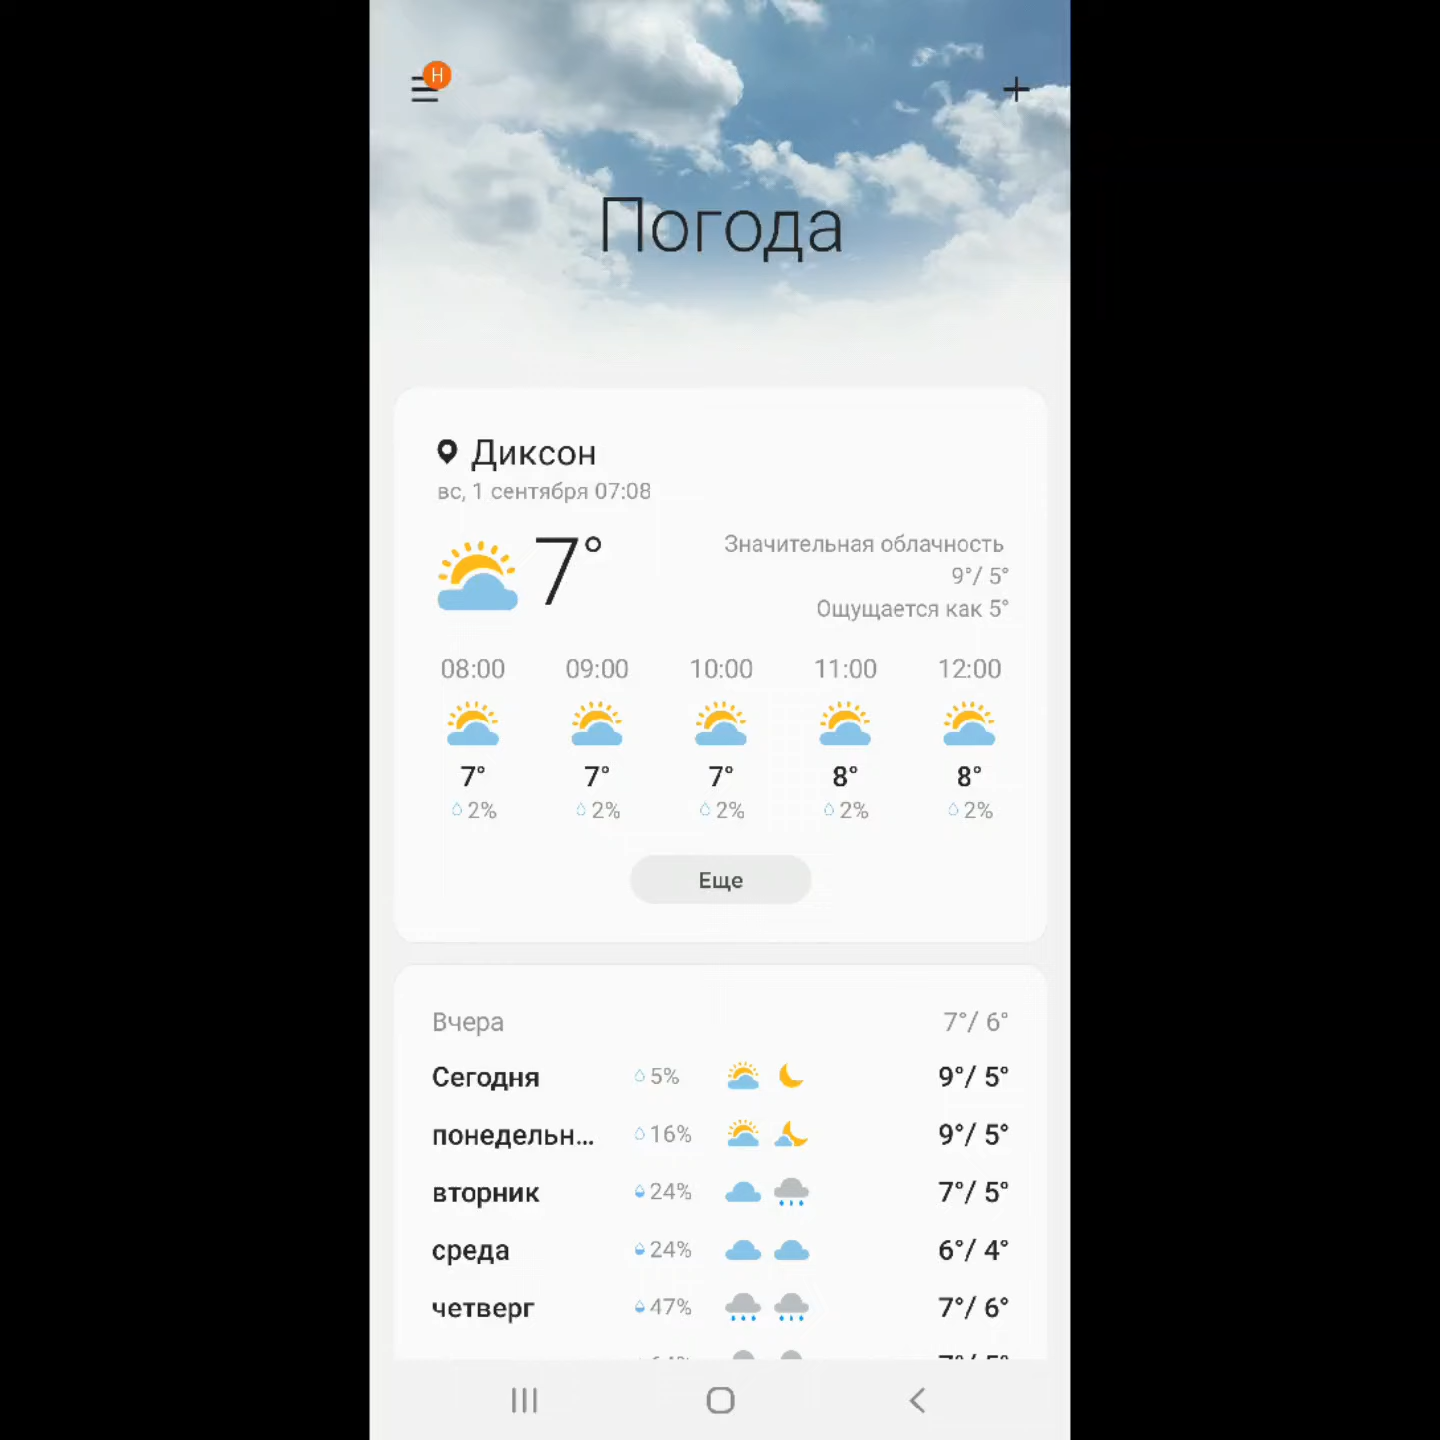 Н
Погода
Диксон
вс, 1 сентября 07:08
7°
Значительная облачность
9°/ 5°
Ощущается как 5°
08:00 09:00 10:00 11:00 12:00
7° 7° 7° 8° 8°
2% 2% 2% 2% 2%
Еще
Вчера 7°/ 6°
Сегодня 5% 9°/ 5°
понедельн... 16% 9°/ 5°
вторник 24% 7°/ 5°
среда 24% 6°/ 4°
четверг 47% 7°/ 6°